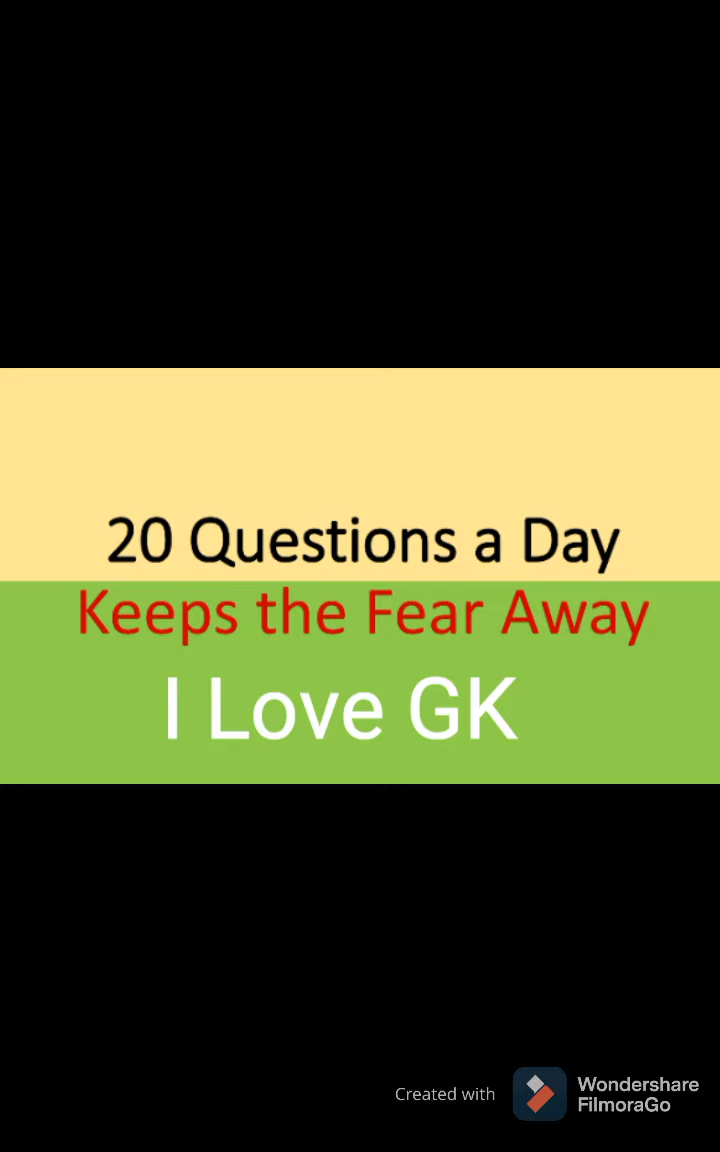 20 Questions a Day
Keeps the Fear Away
I Love GK
Created with
Wondershare
FilmoraGo